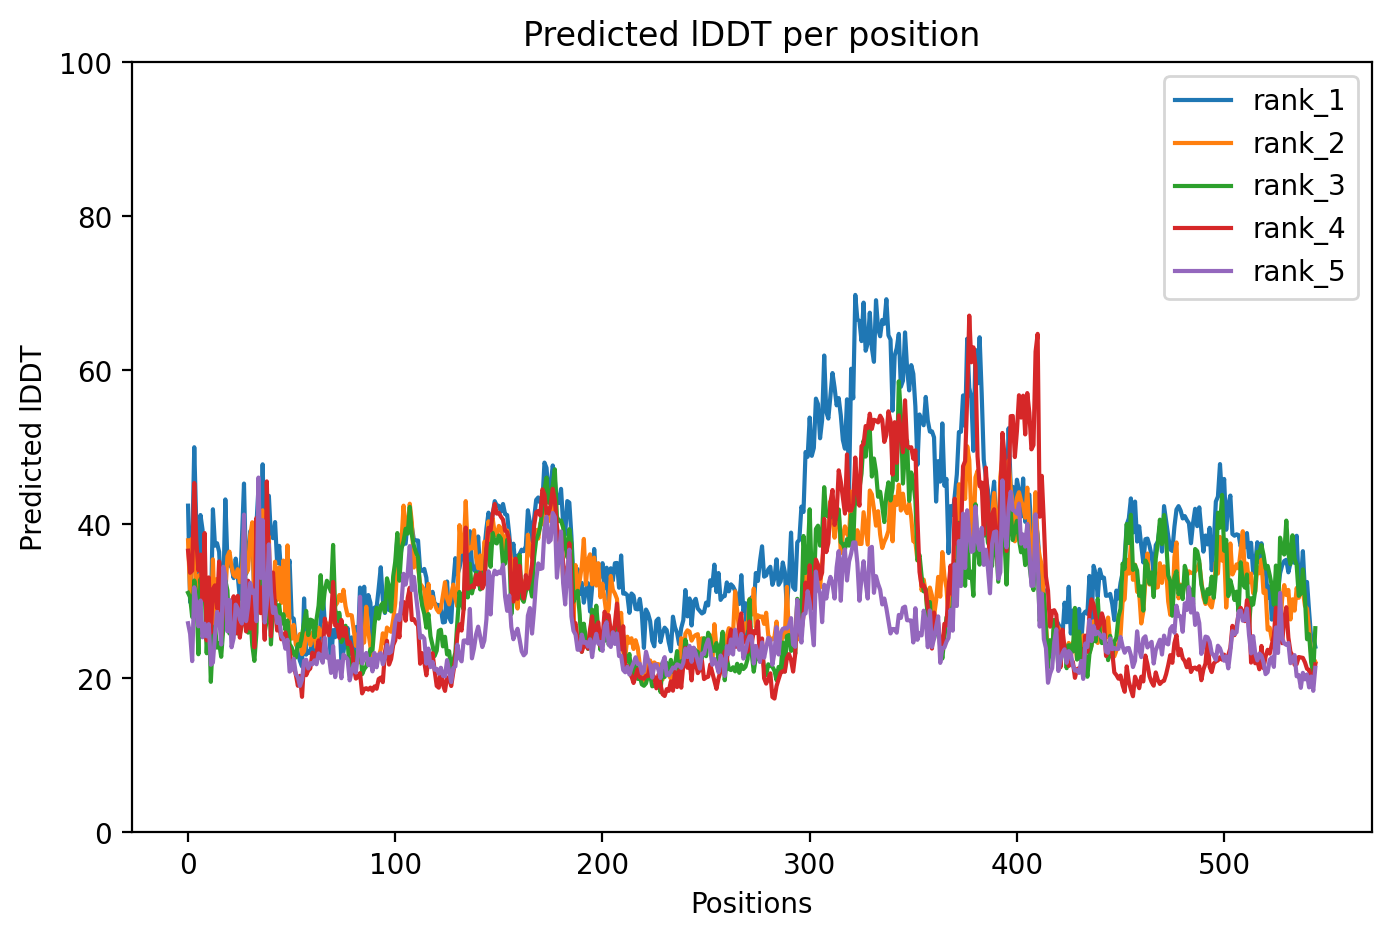 Predicted lDDT per position
100
80
60
40
20
0
Predicted lDDT
0 100 200 300 400 500
Positions
rank_1
rank_2
rank_3
rank_4
rank_5